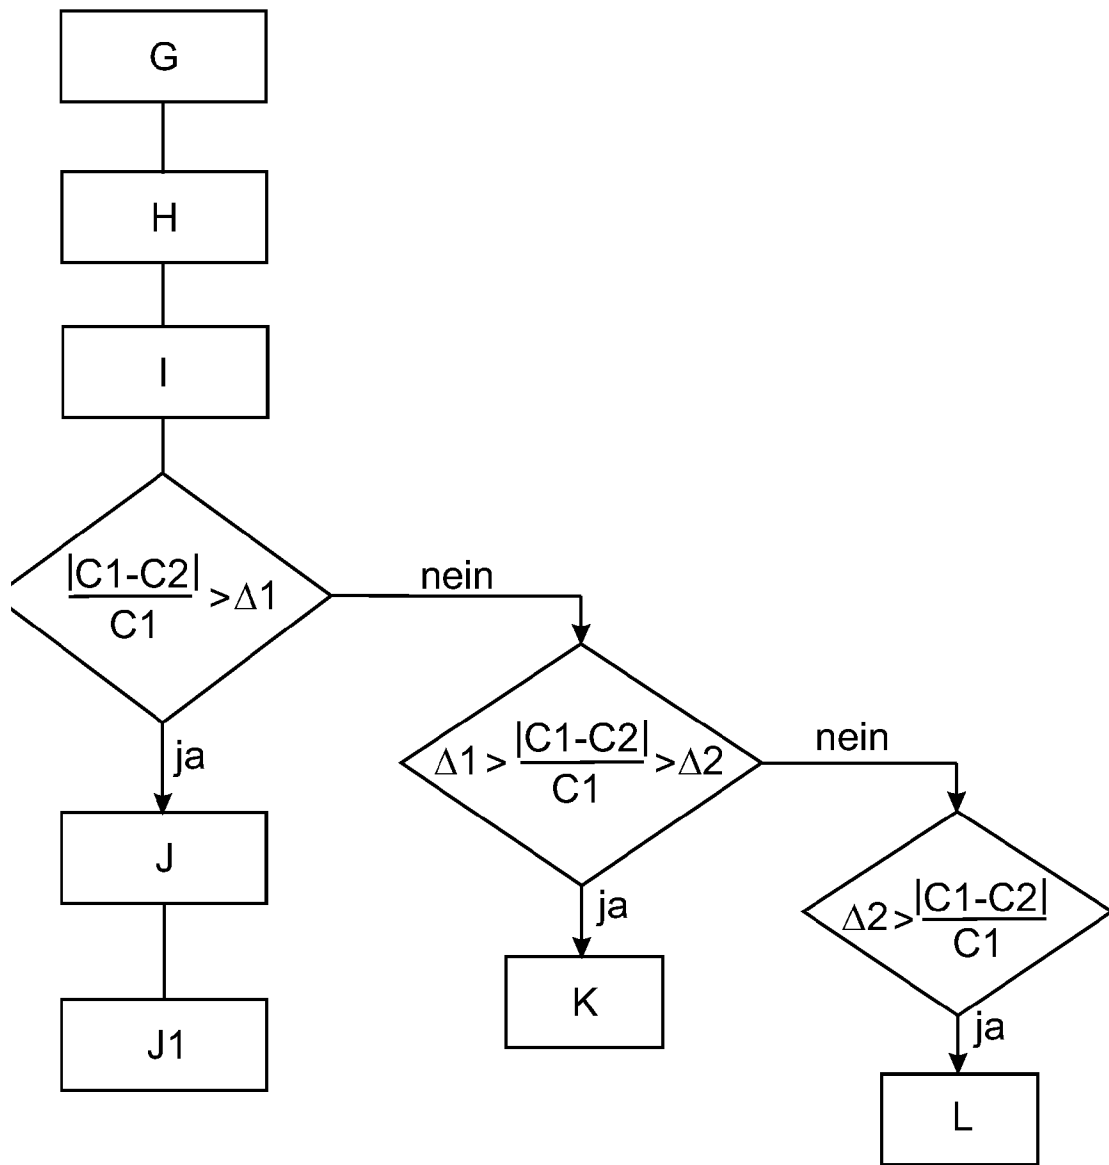 G
H
I
|C1-C2|
C1
>Δ1
nein
ja
Δ1 >
|C1-C2|
C1
>Δ2
nein
J
ja
Δ2 >
|C1-C2|
C1
K
ja
J1
L